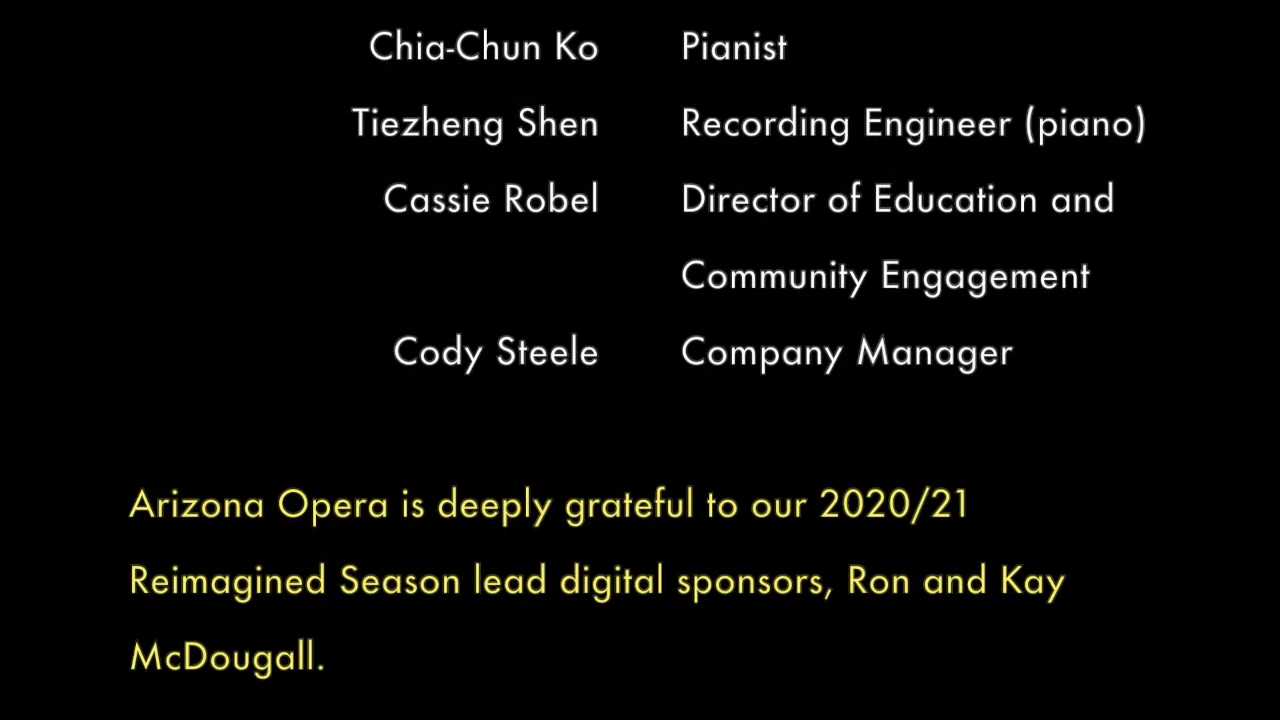 Chia-Chun Ko Pianist
Tiezheng Shen Recording Engineer (piano)
Cassie Robel Director of Education and
Community Engagement
Cody Steele Company Manager
Arizona Opera is deeply grateful to our 2020/21
Reimagined Season lead digital sponsors, Ron and Kay
McDougall.